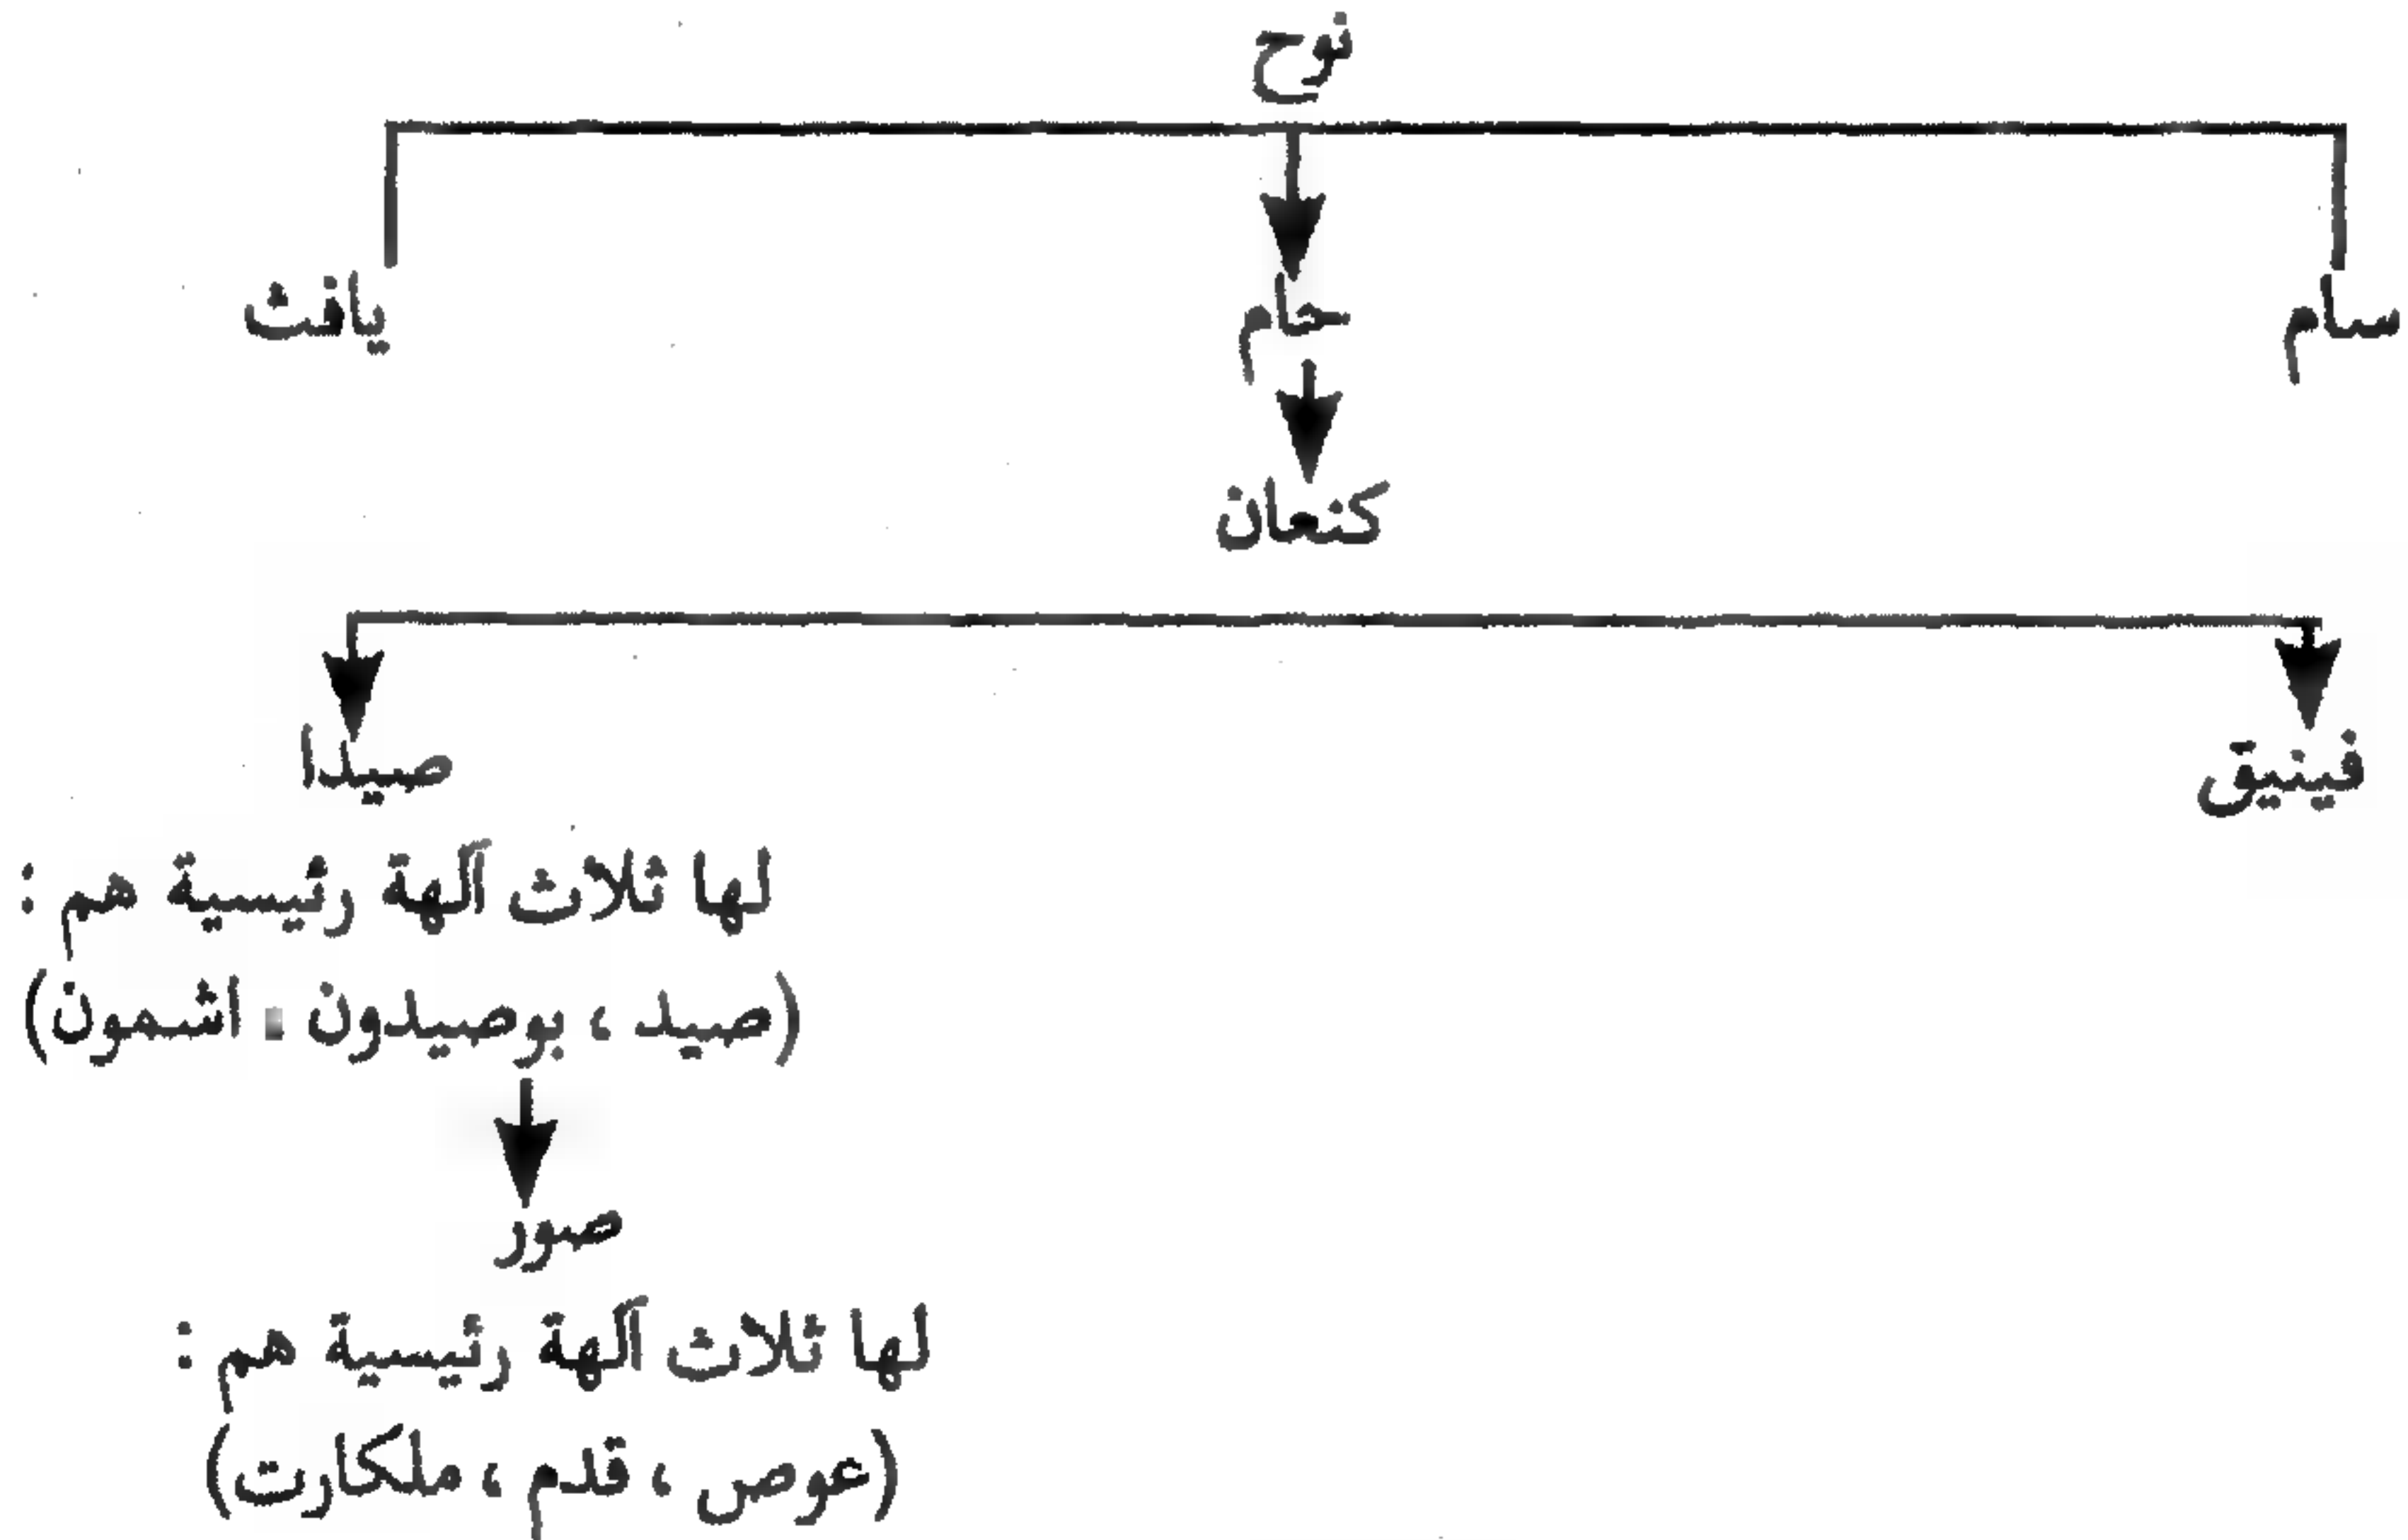 نوح
سام
حام
يافث
كنعان
فينيق
صيدا
لها ثلاث آلهة رئيسية هم :
(صيد ، بوصيدون ، اشمون)
صور
لها ثلاث آلهة رئيسية هم :
(عوص ، قدم ، ملكارت)